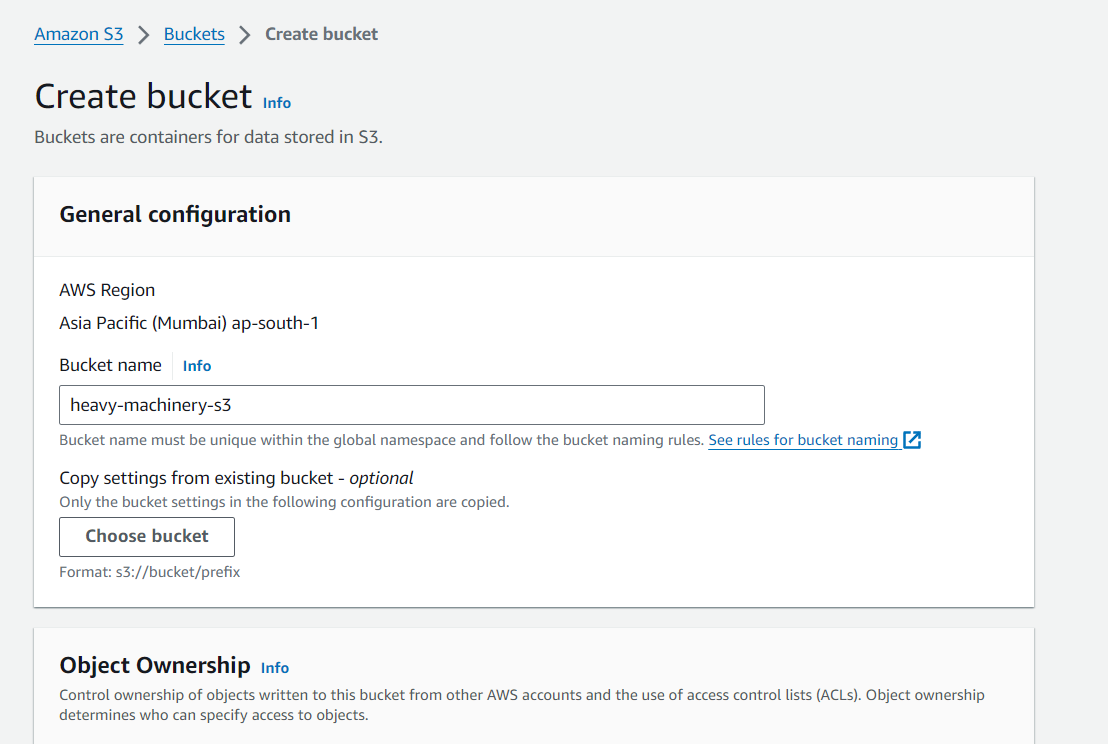 Amazon S3 > Buckets > Create bucket
Create bucket Info
Buckets are containers for data stored in S3.
General configuration
AWS Region
Asia Pacific (Mumbai) ap-south-1
Bucket name Info
heavy-machinery-s3
Bucket name must be unique within the global namespace and follow the bucket naming rules. See rules for bucket naming
Copy settings from existing bucket - optional
Only the bucket settings in the following configuration are copied.
Choose bucket
Format: s3://bucket/prefix
Object Ownership Info
Control ownership of objects written to this bucket from other AWS accounts and the use of access control lists (ACLs). Object ownership
determines who can specify access to objects.